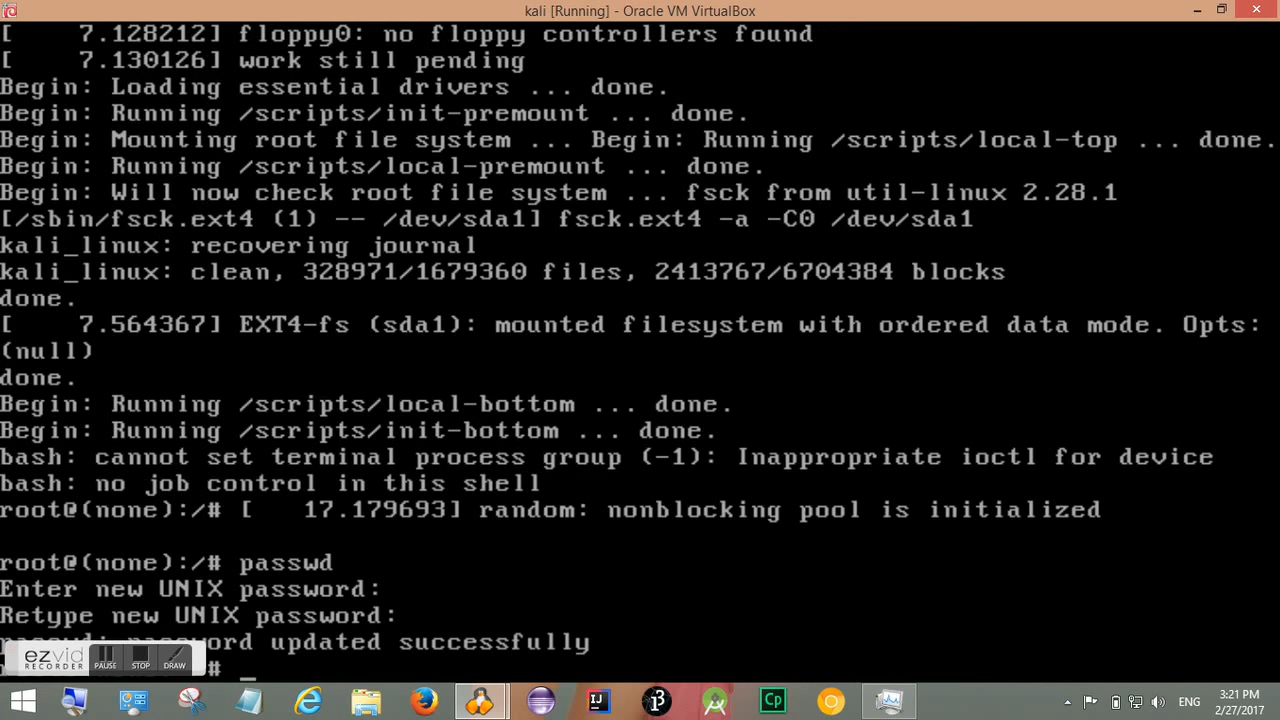 kali [Running] - Oracle VM VirtualBox
[    7.128212] floppy0: no floppy controllers found
[    7.130126] work still pending
Begin: Loading essential drivers ... done.
Begin: Running /scripts/init-premount ... done.
Begin: Mounting root file system ... Begin: Running /scripts/local-top ... done.
Begin: Running /scripts/local-premount ... done.
Begin: Will now check root file system ... fsck from util-linux 2.28.1
[/sbin/fsck.ext4 (1) -- /dev/sda1] fsck.ext4 -a -C0 /dev/sda1
kali_linux: recovering journal
kali_linux: clean, 328971/1679360 files, 2413767/6704384 blocks
done.
[    7.564367] EXT4-fs (sda1): mounted filesystem with ordered data mode. Opts:
(null)
done.
Begin: Running /scripts/local-bottom ... done.
Begin: Running /scripts/init-bottom ... done.
bash: cannot set terminal process group (-1): Inappropriate ioctl for device
bash: no job control in this shell
root@(none):/# [   17.179693] random: nonblocking pool is initialized
root@(none):/# passwd
Enter new UNIX password:
Retype new UNIX password:
passwd: password updated successfully
#
ezvid
RECORDER
PAUSE
STOP
DRAW
IJ
Cp
ENG
3:21 PM
2/27/2017